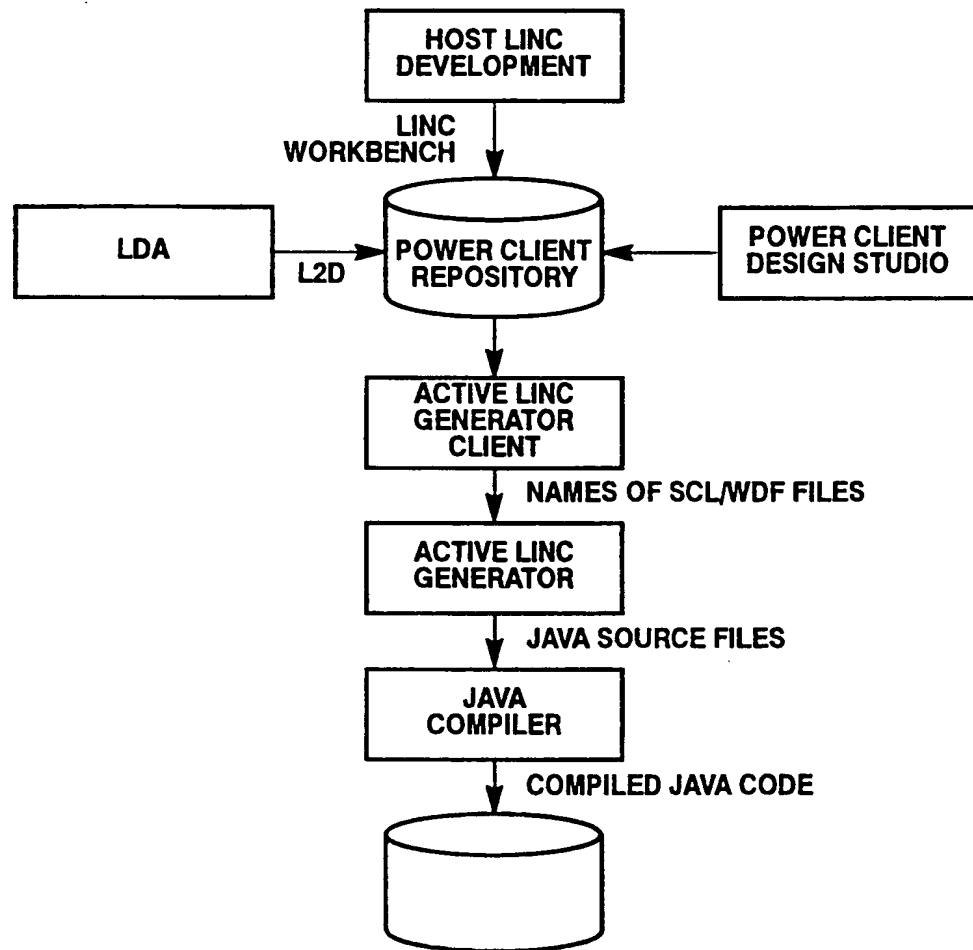 HOST LINC
DEVELOPMENT
LINC
WORKBENCH
LDA
L2D
POWER CLIENT
REPOSITORY
POWER CLIENT
DESIGN STUDIO
ACTIVE LINC
GENERATOR
CLIENT
NAMES OF SCL/WDF FILES
ACTIVE LINC
GENERATOR
JAVA SOURCE FILES
JAVA
COMPILER
COMPILED JAVA CODE